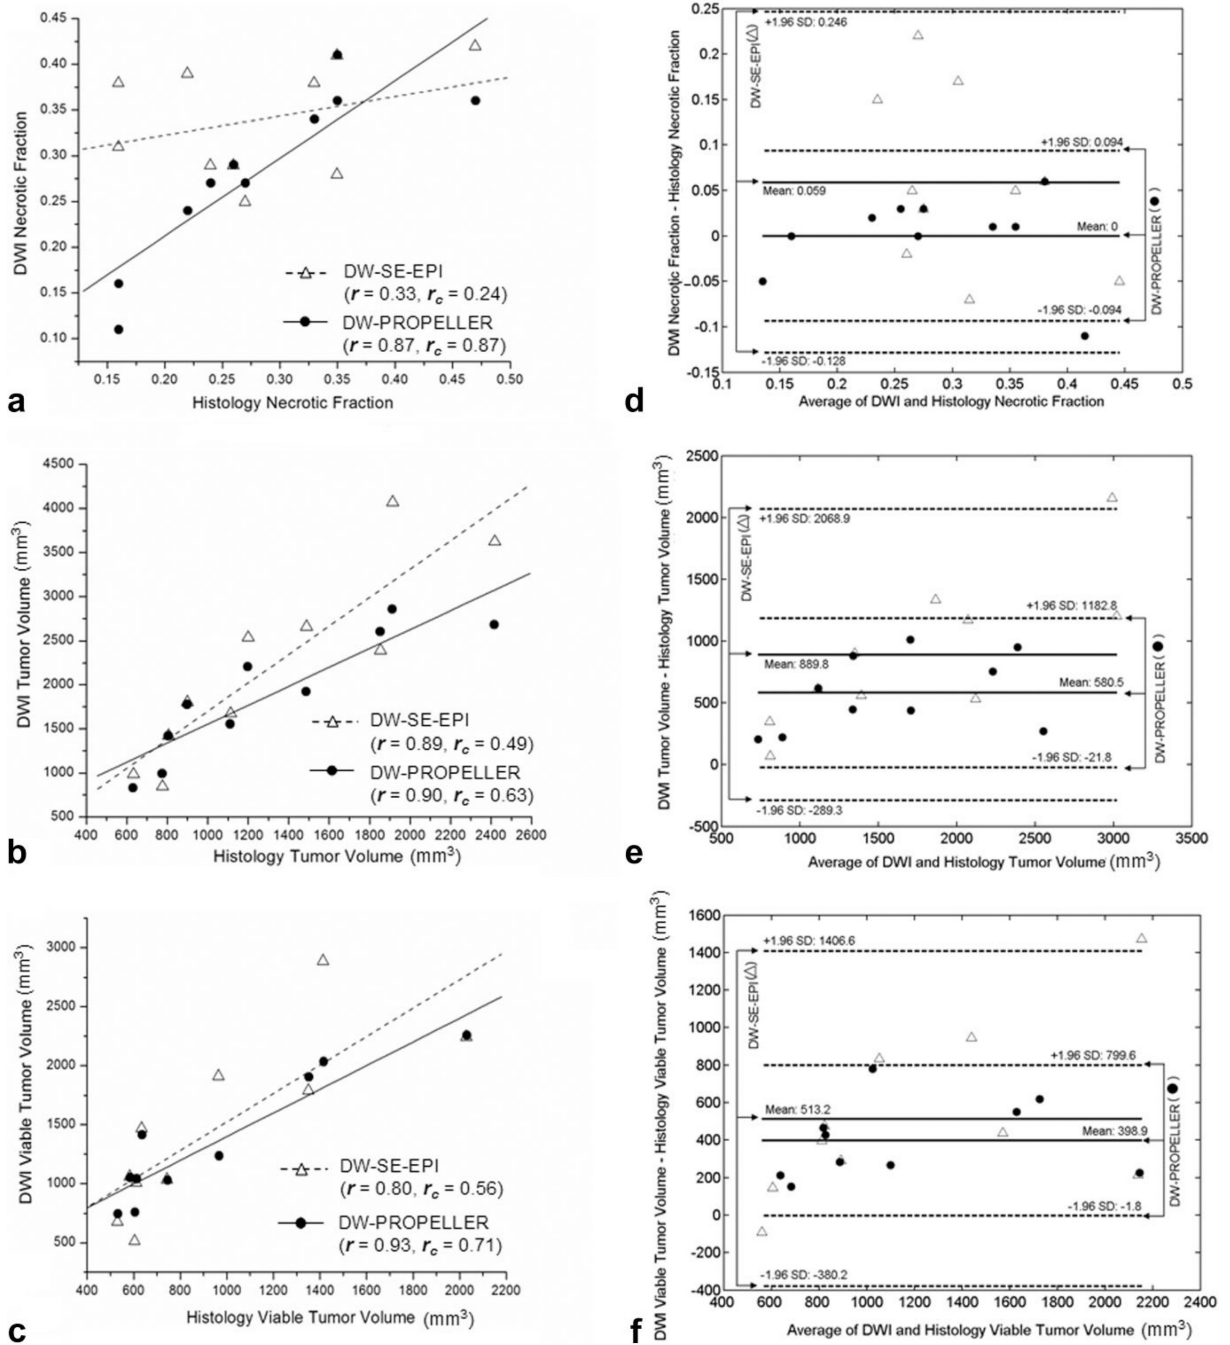 0.45
0.40
0.35
0.30
0.25
0.20
0.15
0.10
DWI Necrotic Fraction
DW-SE-EPI
(r = 0.33, rc = 0.24)
DW-PROPELLER
(r = 0.87, rc = 0.87)
0.15 0.20 0.25 0.30 0.35 0.40 0.45 0.50
Histology Necrotic Fraction
a
0.25
0.2
0.15
0.1
0.05
0
-0.05
-0.1
-0.15
DWI Necrotic Fraction - Histology Necrotic Fraction
DW-SE-EPI(△)
+1.96 SD: 0.246
+1.96 SD: 0.094
Mean: 0.059
Mean: 0
-1.96 SD: -0.094
-1.96 SD: -0.128
DW-PROPELLER (●)
0.1 0.15 0.2 0.25 0.3 0.35 0.4 0.45 0.5
Average of DWI and Histology Necrotic Fraction
d
4500
4000
3500
3000
2500
2000
1500
1000
500
DWI Tumor Volume (mm³)
DW-SE-EPI
(r = 0.89, rc = 0.49)
DW-PROPELLER
(r = 0.90, rc = 0.63)
400 600 800 1000 1200 1400 1600 1800 2000 2200 2400 2600
Histology Tumor Volume (mm³)
b
2500
2000
1500
1000
500
0
-500
DWI Tumor Volume - Histology Tumor Volume (mm³)
DW-SE-EPI(△)
+1.96 SD: 2068.9
+1.96 SD: 1182.8
Mean: 889.8
Mean: 580.5
-1.96 SD: -21.8
-1.96 SD: -289.3
DW-PROPELLER (●)
500 1000 1500 2000 2500 3000 3500
Average of DWI and Histology Tumor Volume (mm³)
e
3000
2500
2000
1500
1000
500
DWI Viable Tumor Volume (mm³)
DW-SE-EPI
(r = 0.80, rc = 0.56)
DW-PROPELLER
(r = 0.93, rc = 0.71)
400 600 800 1000 1200 1400 1600 1800 2000 2200
Histology Viable Tumor Volume (mm³)
c
1600
1400
1200
1000
800
600
400
200
0
-200
-400
DWI Viable Tumor Volume - Histology Viable Tumor Volume (mm³)
DW-SE-EPI(△)
+1.96 SD: 1406.6
+1.96 SD: 799.6
Mean: 513.2
Mean: 398.9
-1.96 SD: -1.8
-1.96 SD: -380.2
DW-PROPELLER (●)
400 600 800 1000 1200 1400 1600 1800 2000 2200 2400
Average of DWI and Histology Viable Tumor Volume (mm³)
f